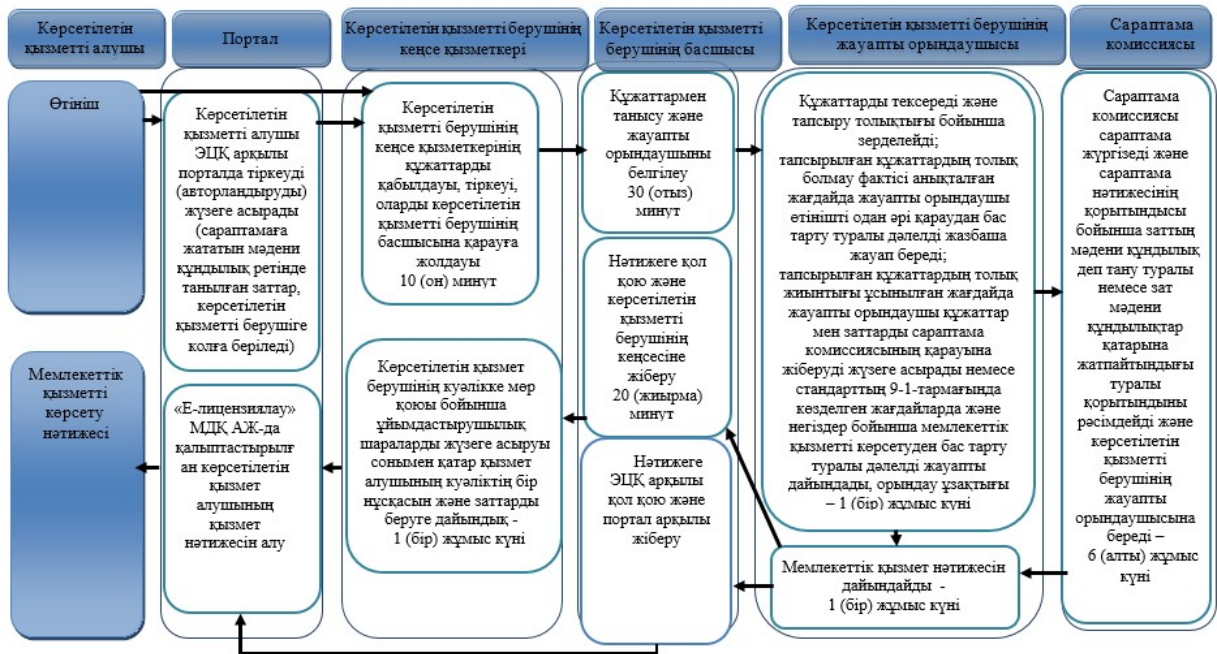 Көрсетілетін
қызметті алушы
Портал
Көрсетілетін қызметті берушінің
кеңсе қызметкері
Көрсетілетін қызметті
берушінің басшысы
Көрсетілетін қызметті берушінің
жауапты орындаушысы
Сараптама
комиссиясы
Өтініш
Көрсетілетін
қызметті алушы
ЭЦҚ арқылы
порталда тіркеуді
(авторландыруды)
жүзеге асырады
(сараптамаға
жататын мәдени
құндылық ретінде
танылған заттар,
көрсетілетін
қызметті берушіге
қолға беріледі)
Көрсетілетін
қызметті берушінің
кеңсе қызметкерінің
құжаттарды
қабылдауы, тіркеуі,
оларды көрсетілетін
қызметті берушінің
басшысына қарауға
жолдауы
10 (он) минут
Құжаттармен
танысу және
жауапты
орындаушыны
белгілеу
30 (отыз)
минут
Құжаттарды тексереді және
тапсыру толықтығы бойынша
зерделейді;
тапсырылған құжаттардың толық
болмау фактісі анықталған
жағдайда жауапты орындаушы
өтінішті одан әрі қараудан бас
тарту туралы дәлелді жазбаша
жауап береді;
тапсырылған құжаттардың толық
жиынтығы ұсынылған жағдайда
жауапты орындаушы құжаттар
мен заттарды сараптама
комиссиясының қарауына
жіберуді жүзеге асырады немесе
стандарттың 9-1-тармағында
көзделген жағдайларда және
негіздер бойынша мемлекеттік
қызметті көрсетуден бас тарту
туралы дәлелді жауапты
дайындады, орындау ұзақтығы
– 1 (бір) жұмыс күні
Сараптама
комиссиясы
сараптама
жүргізеді және
сараптама
нәтижесінің
қорытындысы
бойынша заттың
мәдени құндылық
деп тану туралы
немесе зат
мәдени
құндылықтар
қатарына
жатпайтындығы
туралы
қорытындыны
рәсімдейді және
көрсетілетін
қызметті
берушінің
жауапты
орындаушысына
береді –
6 (алты) жұмыс
күні
Нәтижеге қол
қою және
көрсетілетін
қызметті
берушінің
кеңсесіне
жіберу
20 (жиырма)
минут
Мемлекеттік
қызметті
көрсету
нәтижесі
«Е-лицензиялау»
МДҚ АЖ-да
қалыптастырылғ
ан көрсетілетін
қызмет
алушының
қызмет
нәтижесін алу
Көрсетілетін қызмет
берушінің куәлікке мөр
қоюы бойынша
ұйымдастырушылық
шараларды жүзеге асыруы
сонымен қатар қызмет
алушының куәліктің бір
нұсқасын және заттарды
беруге дайындық -
1 (бір) жұмыс күні
Нәтижеге
ЭЦҚ арқылы
қол қою және
портал арқылы
жіберу
Мемлекеттік қызмет нәтижесін
дайындайды -
1 (бір) жұмыс күні